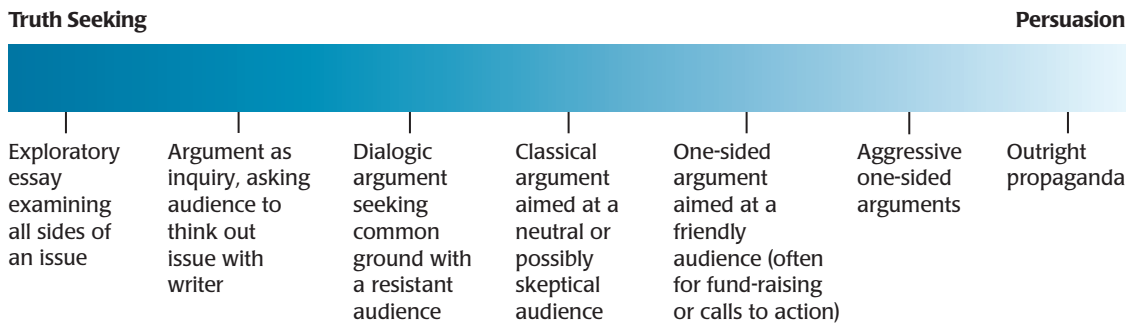 Truth Seeking
Persuasion
Exploratory
essay
examining
all sides of
an issue
Argument as
inquiry, asking
audience to
think out
issue with
writer
Dialogic
argument
seeking
common
ground with
a resistant
audience
Classical
argument
aimed at a
neutral or
possibly
skeptical
audience
One-sided
argument
aimed at a
friendly
audience (often
for fund-raising
or calls to action)
Aggressive
one-sided
arguments
Outright
propaganda